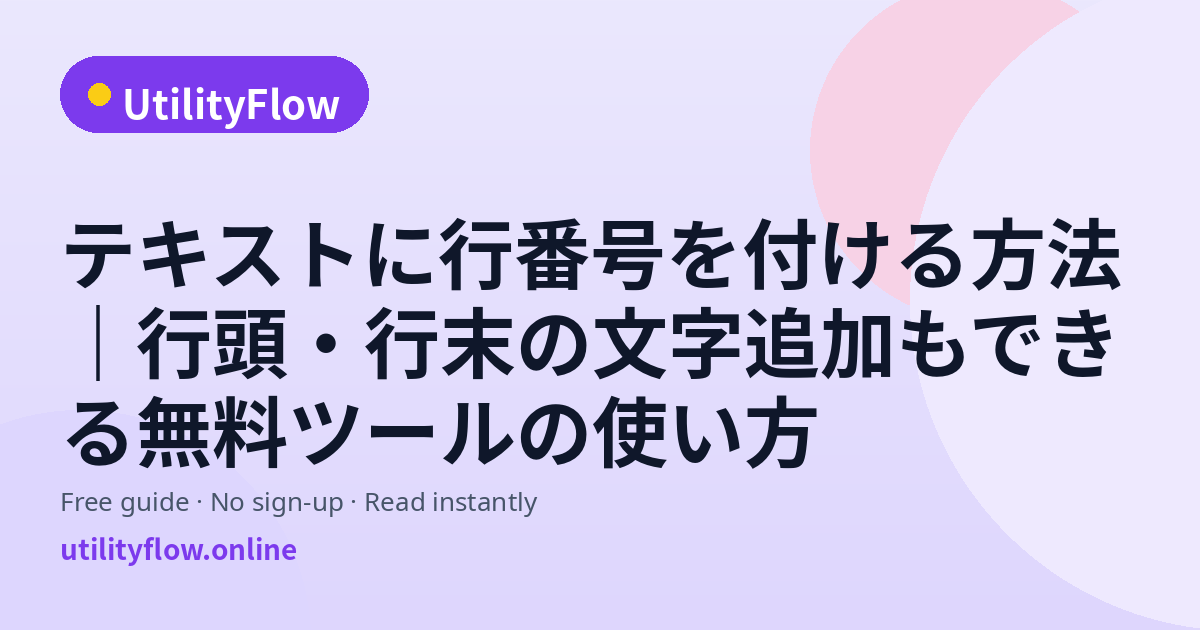 UtilityFlow
テキストに行番号を付ける方法
｜行頭・行末の文字追加もでき
る無料ツールの使い方
Free guide · No sign-up · Read instantly
utilityflow.online